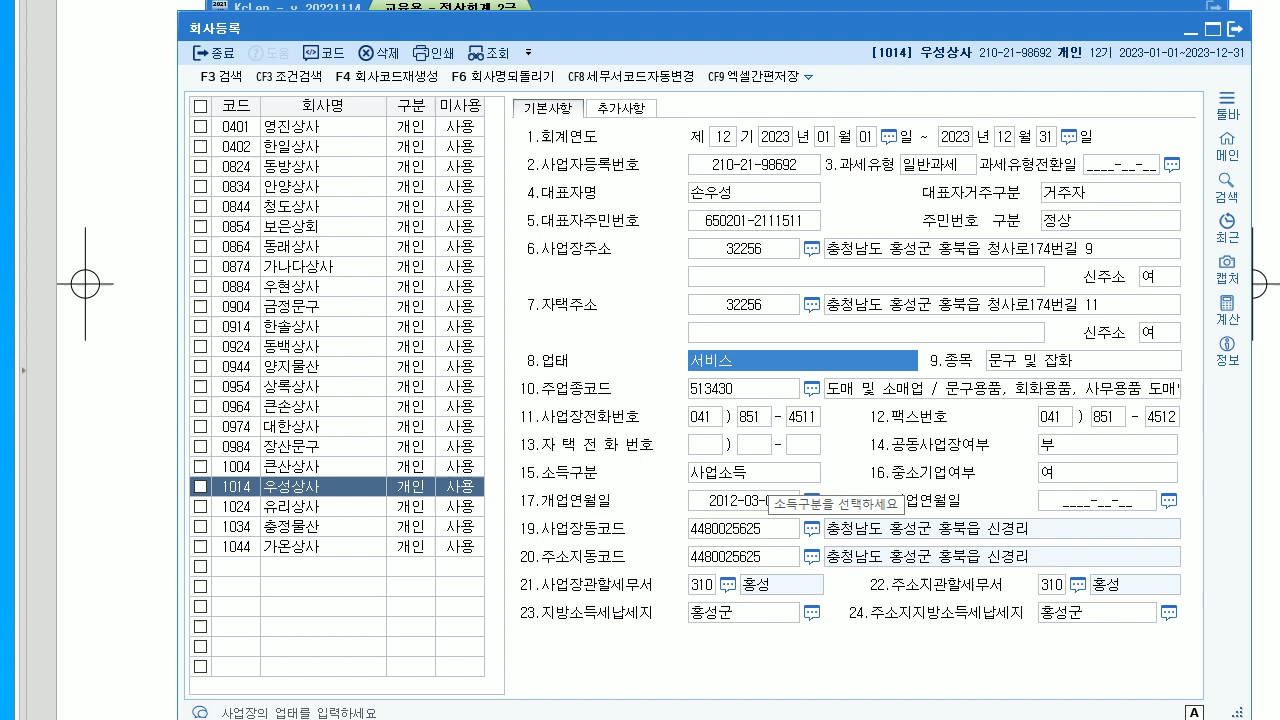 2021 KcLep - v.20221114 교육용 - 전산회계 2급
회사등록
종료 도움 코드 삭제 인쇄 조회 [1014] 우성상사 210-21-98692 개인 12기 2023-01-01~2023-12-31
F3 검색 CF3 조건검색 F4 회사코드재생성 F6 회사명되돌리기 CF8 세무서코드자동변경 CF9 엑셀간편저장
코드 회사명 구분 미사용
0401 명진상사 개인 사용
0402 한일상사 개인 사용
0824 동방상사 개인 사용
0834 안양상사 개인 사용
0844 청도상사 개인 사용
0854 보은상회 개인 사용
0864 동래상사 개인 사용
0874 가나다상사 개인 사용
0884 우현상사 개인 사용
0904 금정문구 개인 사용
0914 한솔상사 개인 사용
0924 동백상사 개인 사용
0944 양지물산 개인 사용
0954 상록상사 개인 사용
0964 큰손상사 개인 사용
0974 대한상사 개인 사용
0984 장산문구 개인 사용
1004 큰산상사 개인 사용
1014 우성상사 개인 사용
1024 유리상사 개인 사용
1034 충정물산 개인 사용
1044 가온상사 개인 사용
기본사항 추가사항
1.회계연도 제 12 기 2023 년 01 월 01 일 ~ 2023 년 12 월 31 일
2.사업자등록번호 210-21-98692 3.과세유형 일반과세 과세유형전환일 ____-__-__
4.대표자명 손우성 대표자거주구분 거주자
5.대표자주민번호 650201-2111511 주민번호 구분 정상
6.사업장주소 32256 충청남도 홍성군 홍북읍 청사로174번길 9
신주소 여
7.자택주소 32256 충청남도 홍성군 홍북읍 청사로174번길 11
신주소 여
8.업태 서비스 9.종목 문구 및 잡화
10.주업종코드 513430 도매 및 소매업 / 문구용품, 회화용품, 사무용품 도매
11.사업장전화번호 041 ) 851 - 4511 12.팩스번호 041 ) 851 - 4512
13.자 택 전 화 번 호 ) - 14.공동사업장여부 부
15.소득구분 사업소득 16.중소기업여부 여
17.개업연월일 2012-03- 업연월일 ____-__-__
소득구분을 선택하세요
19.사업장동코드 4480025625 충청남도 홍성군 홍북읍 신경리
20.주소지동코드 4480025625 충청남도 홍성군 홍북읍 신경리
21.사업장관할세무서 310 홍성 22.주소지관할세무서 310 홍성
23.지방소득세납세지 홍성군 24.주소지지방소득세납세지 홍성군
툴바
메인
검색
최근
캡처
계산
정보
사업장의 업태를 입력하세요 A